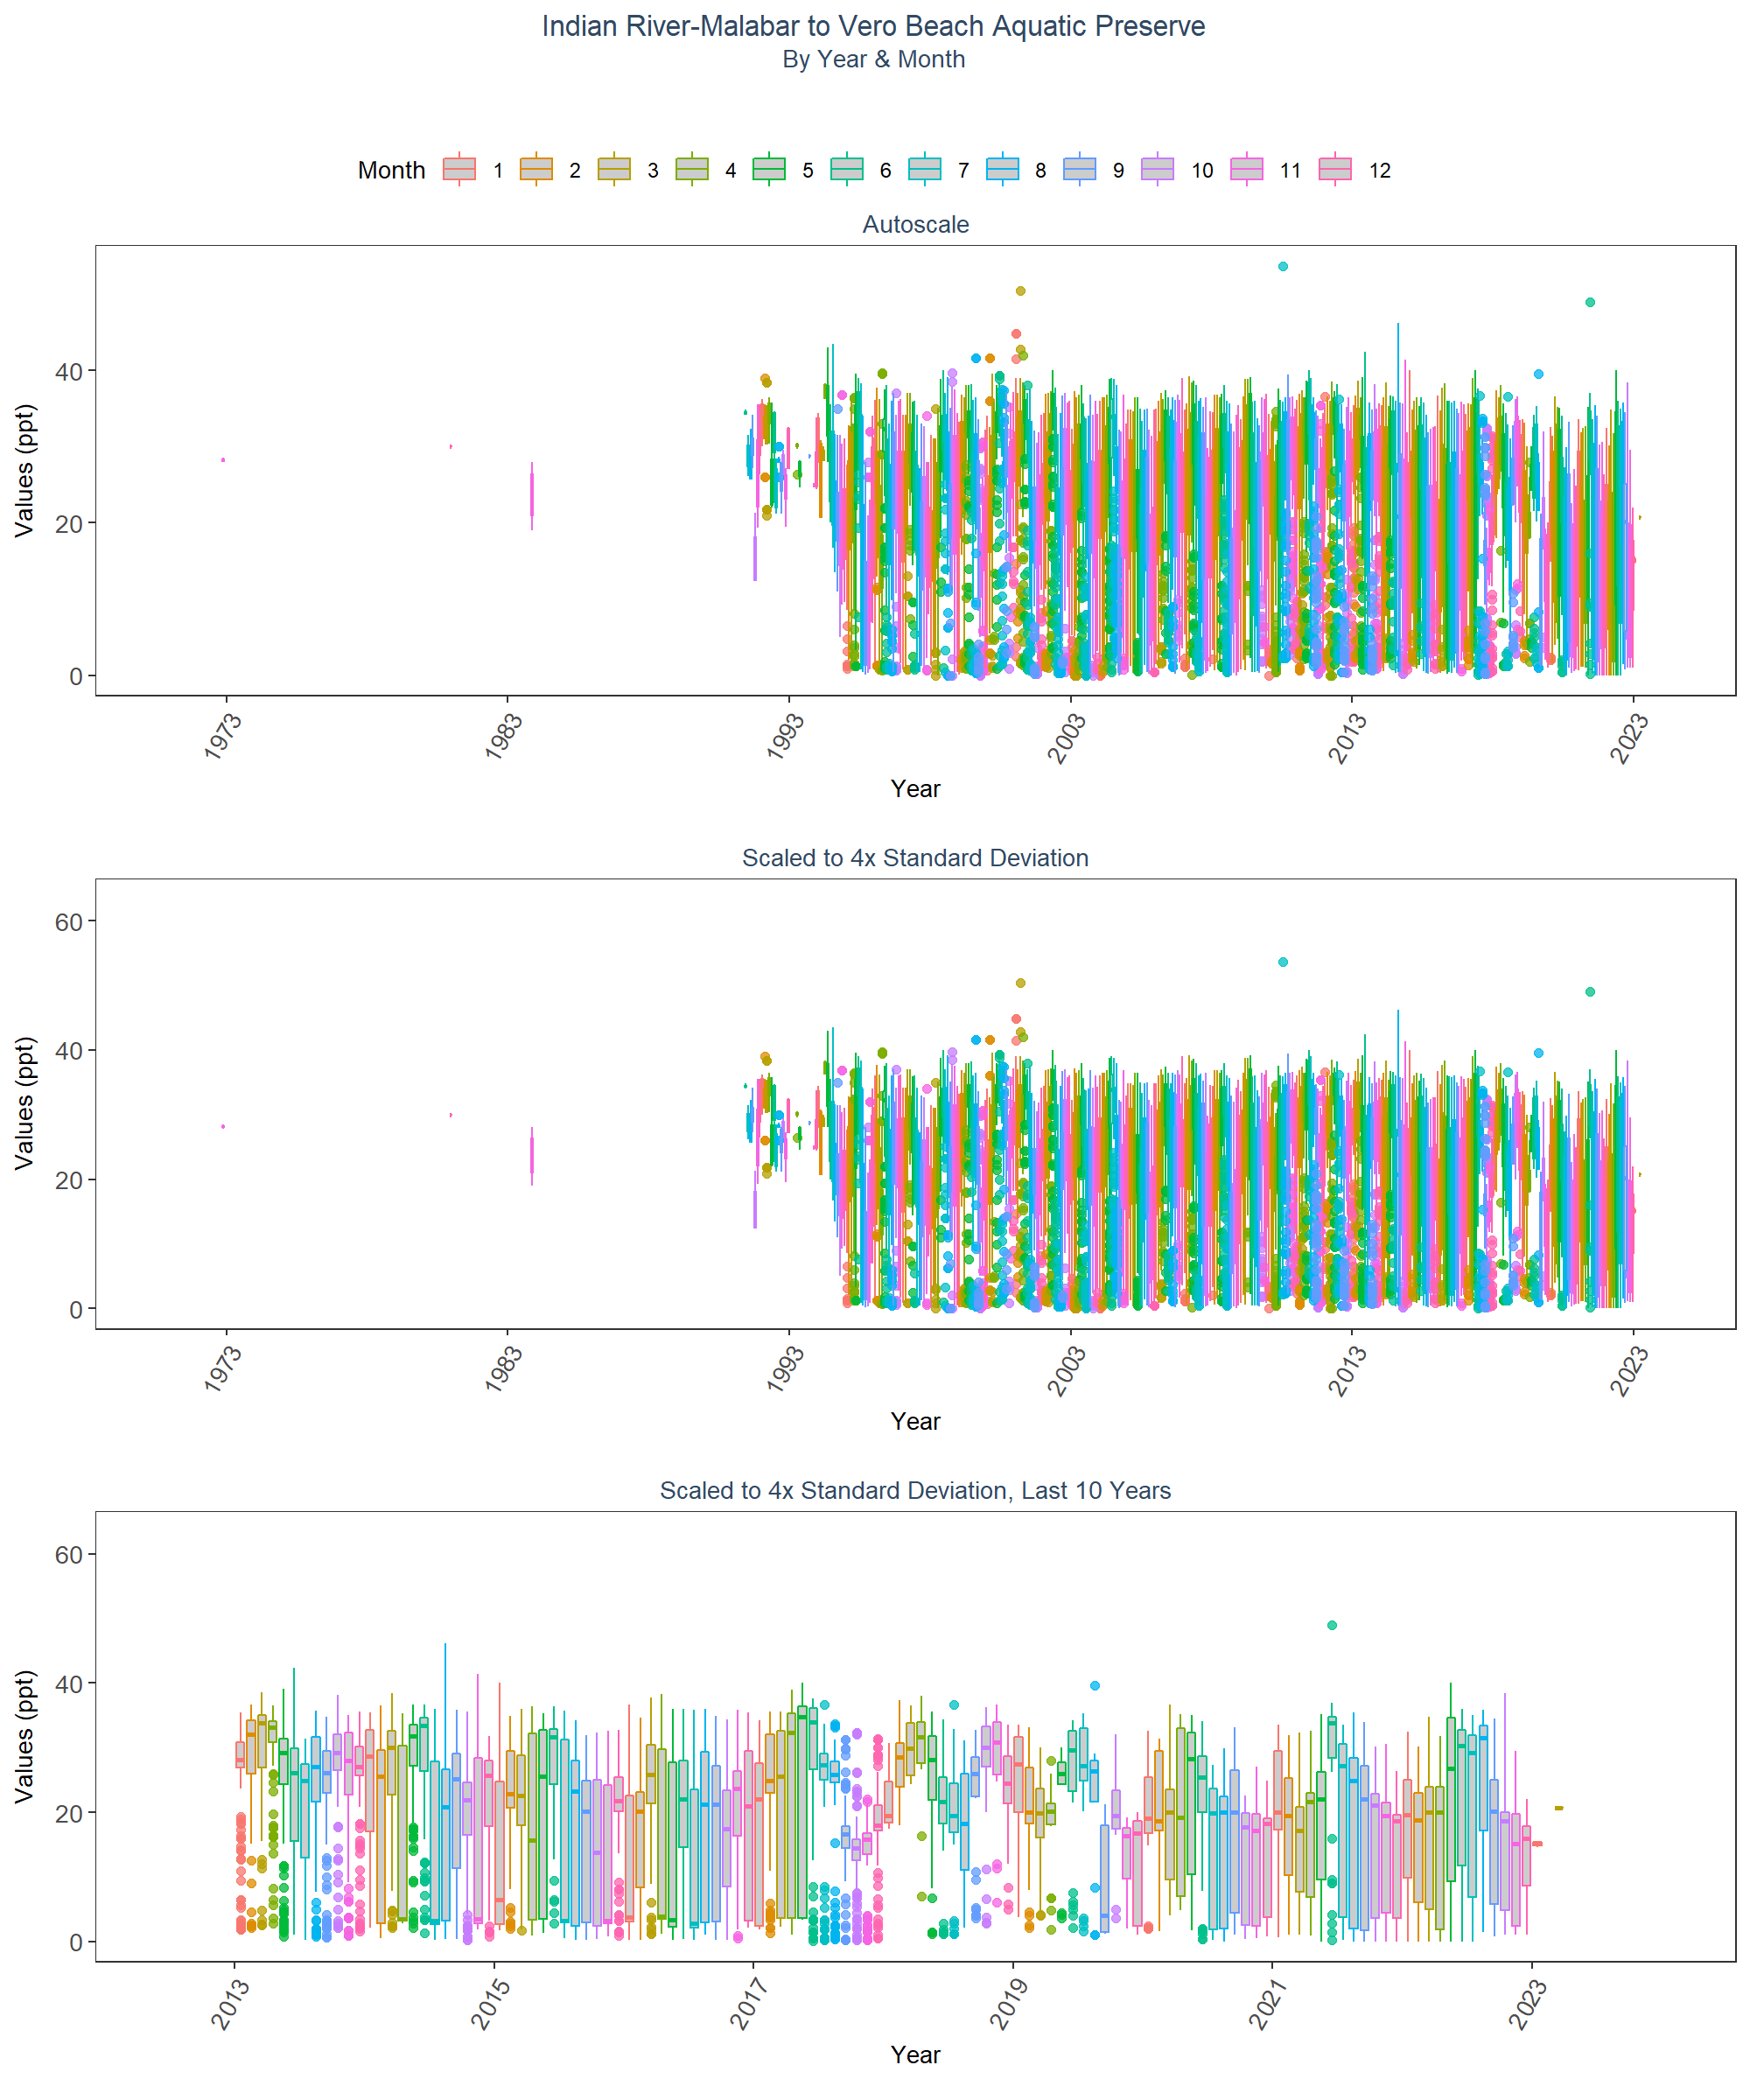 Indian River-Malabar to Vero Beach Aquatic Preserve
By Year & Month
Month 1 2 3 4 5 6 7 8 9 10 11 12
Autoscale
Values (ppt)
40
20
0
1973 1983 1993 2003 2013 2023
Year
Scaled to 4x Standard Deviation
Values (ppt)
60
40
20
0
1973 1983 1993 2003 2013 2023
Year
Scaled to 4x Standard Deviation, Last 10 Years
Values (ppt)
60
40
20
0
2013 2015 2017 2019 2021 2023
Year